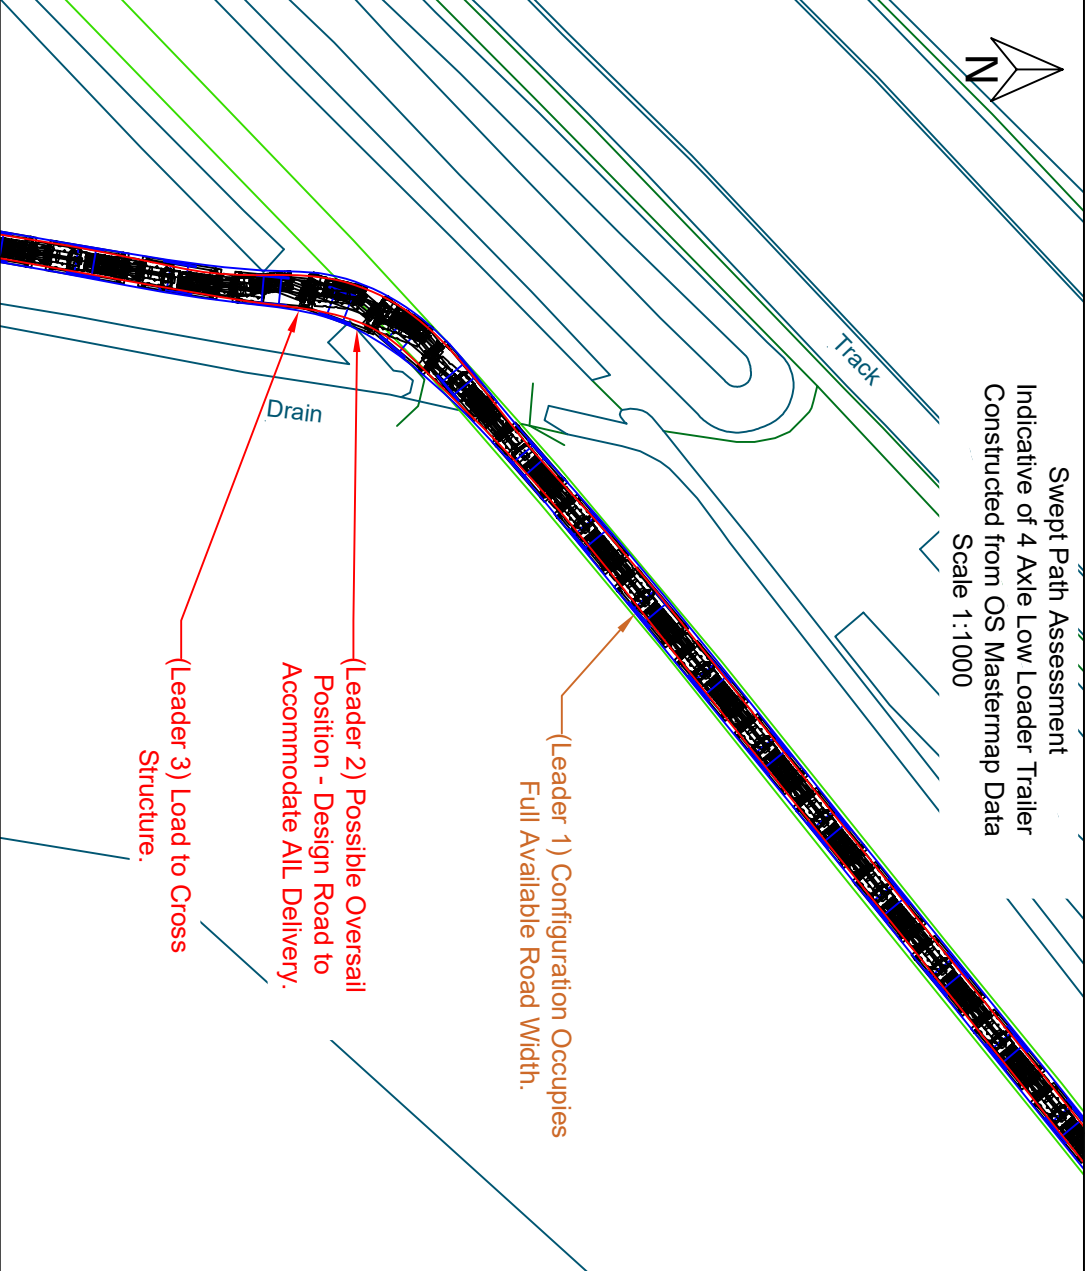 N
Swept Path Assessment
Indicative of 4 Axle Low Loader Trailer
Constructed from OS Mastermap Data
Scale 1:1000
Track
Drain
(Leader 1) Configuration Occupies
Full Available Road Width.
(Leader 2) Possible Oversail
Position - Design Road to
Accommodate AIL Delivery.
(Leader 3) Load to Cross
Structure.